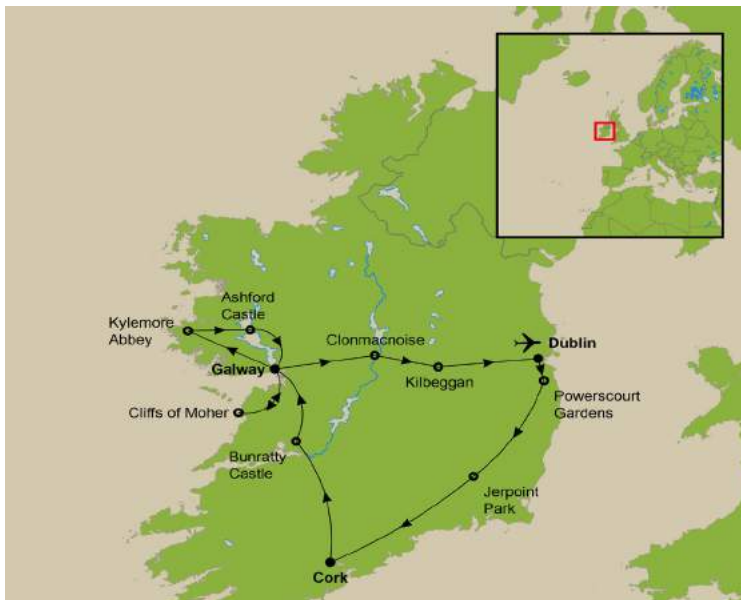 Ashford
Castle
Kylemore
Abbey
Clonmacnoise
Dublin
Galway
Kilbeggan
Powerscourt
Gardens
Cliffs of Moher
Bunratty
Castle
Jerpoint
Park
Cork